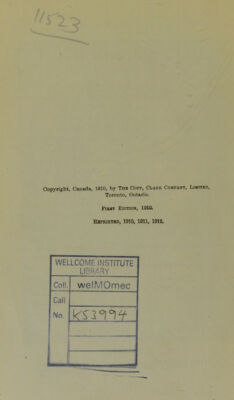 11523
Copyright, Canada, 1910, by The Copp, Clark Company, Limited,
Toronto, Ontario.
First Edition, 1910.
Reprinted, 1910, 1911, 1912.
WELLCOME INSTITUTE
LIBRARY
Coll. welMOmec
Call
No. K53994